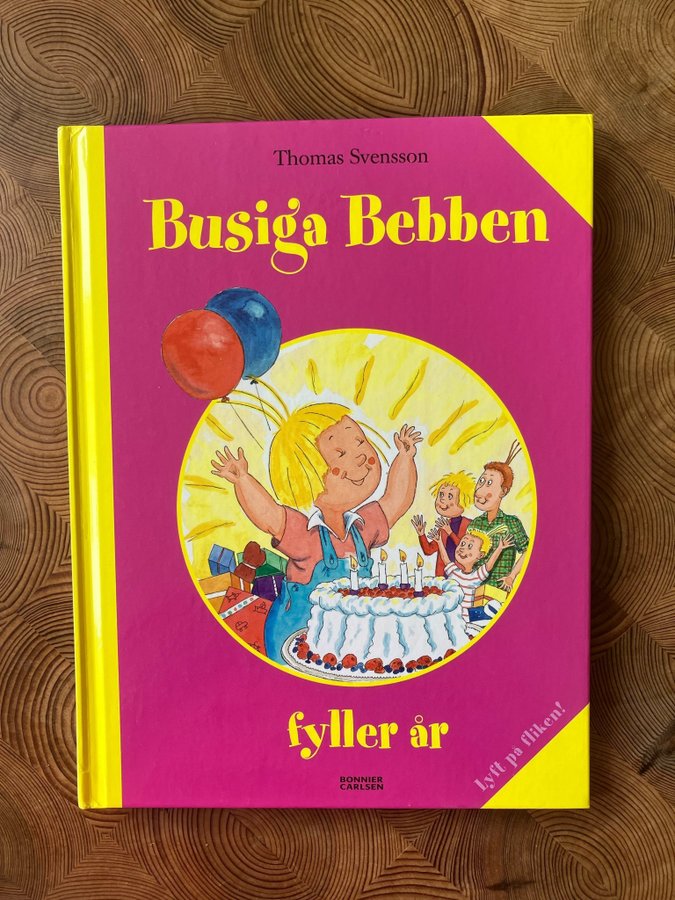 Thomas Svensson
Busiga Bebben
fyller år
Lyft på fliken!
BONNIER
CARLSEN